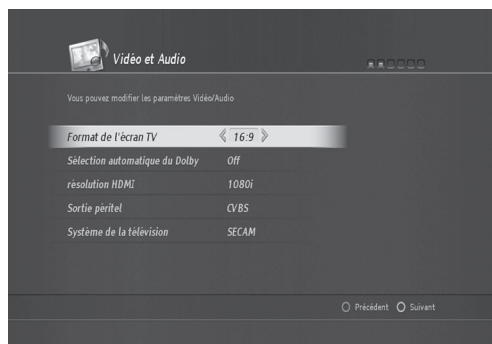 Vidéo et Audio
Vous pouvez modifier les paramètres Vidéo/Audio
Format de l'écran TV 16:9
Sélection automatique du Dolby Off
résolution HDMI 1080i
Sortie péritel CVBS
Système de la télévision SECAM
Précédent Suivant